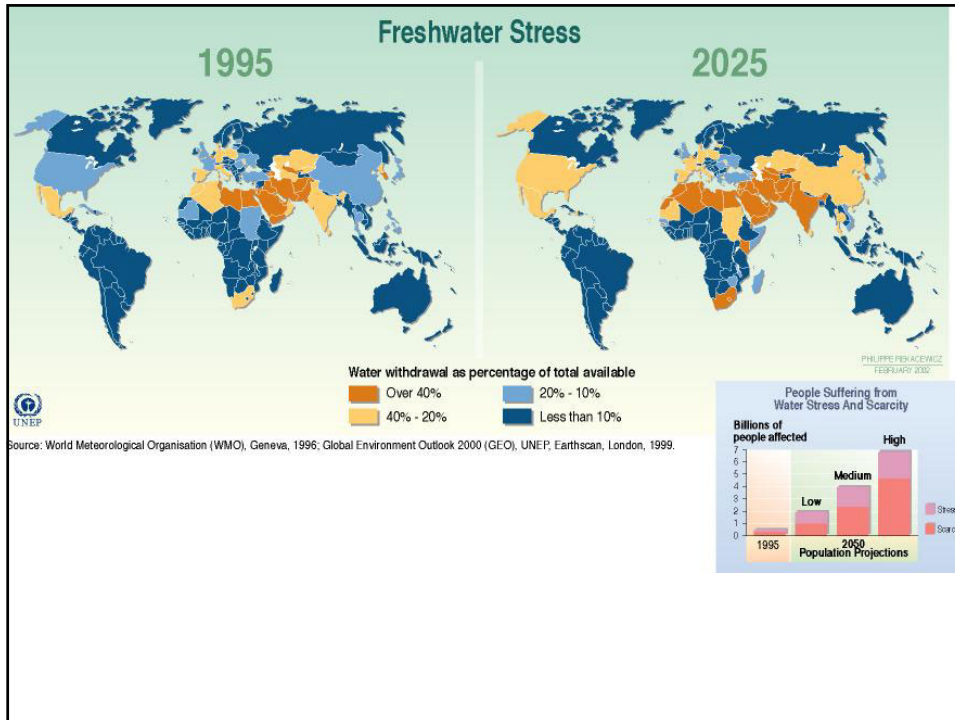 Freshwater Stress
1995
2025
PHILIPPE REKACEWICZ
FEBRUARY 2002
Water withdrawal as percentage of total available
Over 40%
20% - 10%
40% - 20%
Less than 10%
UNEP
Source: World Meteorological Organisation (WMO), Geneva, 1996; Global Environment Outlook 2000 (GEO), UNEP, Earthscan, London, 1999.
People Suffering from
Water Stress And Scarcity
Billions of
people affected
High
7
6
5
Medium
4
3
Low
2
1
0
Stress
Scarc
1995
2050
Population Projections